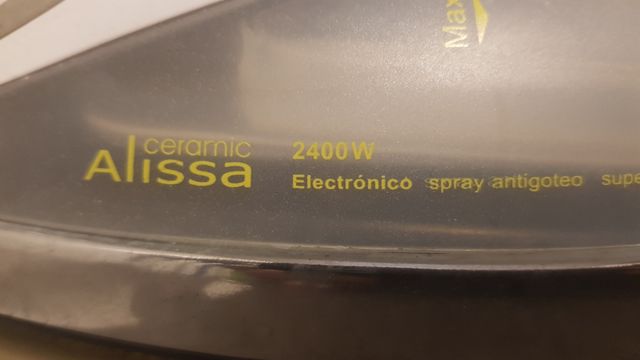 Max
ceramic
Alissa
2400W
Electrónico spray antigoteo supe